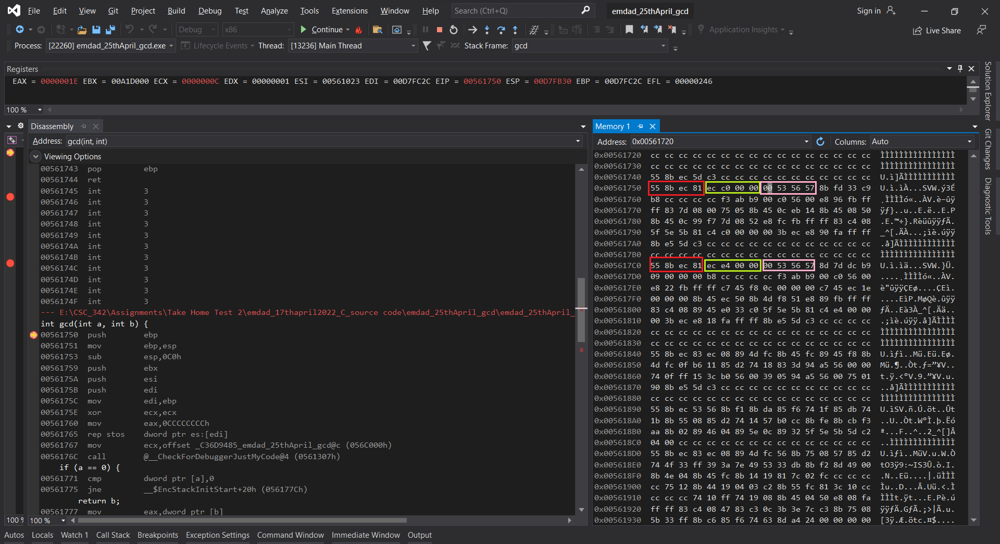 File Edit View Git Project Build Debug Test Analyze Tools Extensions Window Help Search (Ctrl+Q) emdad_25thApril_gcd Sign in
Debug x86 Continue Application Insights Live Share
Process: [22260] emdad_25thApril_gcd.exe Lifecycle Events Thread: [13236] Main Thread Stack Frame: gcd
Registers
EAX = 0000001E EBX = 00A1D000 ECX = 0000000C EDX = 00000001 ESI = 00561023 EDI = 00D7FC2C EIP = 00561750 ESP = 00D7FB30 EBP = 00D7FC2C EFL = 00000246
100 %
Disassembly
Address: gcd(int, int)
Viewing Options
00561743 pop ebp
00561744 ret
00561745 int 3
00561746 int 3
00561747 int 3
00561748 int 3
00561749 int 3
0056174A int 3
0056174B int 3
0056174C int 3
0056174D int 3
0056174E int 3
0056174F int 3
--- E:\CSC_342\Assignments\Take Home Test 2\emdad_17thapril2022_C_source code\emdad_25thApril_gcd\emdad_25thApril_
int gcd(int a, int b) {
00561750 push ebp
00561751 mov ebp,esp
00561753 sub esp,0C0h
00561759 push ebx
0056175A push esi
0056175B push edi
0056175C mov edi,ebp
0056175E xor ecx,ecx
00561760 mov eax,0CCCCCCCCh
00561765 rep stos dword ptr es:[edi]
00561767 mov ecx,offset _C36D9485_emdad_25thApril_gcd@c (056C000h)
0056176C call @__CheckForDebuggerJustMyCode@4 (0561307h)
if (a == 0) {
00561771 cmp dword ptr [a],0
00561775 jne __$EncStackInitStart+20h (056177Ch)
return b;
00561777 mov eax,dword ptr [b]
100 %
100 %
Memory 1
Address: 0x00561720 Columns: Auto
0x00561720 cc cc cc cc cc cc cc cc cc cc cc cc cc cc cc cc ÌÌÌÌÌÌÌÌÌÌÌÌÌÌÌÌ
0x00561730 cc cc cc cc cc cc cc cc cc cc cc cc cc cc cc cc ÌÌÌÌÌÌÌÌÌÌÌÌÌÌÌÌ
0x00561740 55 8b ec 5d c3 cc cc cc cc cc cc cc cc cc cc cc U.ì]ÃÌÌÌÌÌÌÌÌÌÌÌ
0x00561750 55 8b ec 81 ec c0 00 00 00 53 56 57 8b fd 33 c9 U.ì.ìÀ...SVW.ý3É
0x00561760 b8 cc cc cc cc f3 ab b9 00 c0 56 00 e8 96 fb ff ¸ÌÌÌÌó«..ÀV.è–ûÿ
0x00561770 ff 83 7d 08 00 75 05 8b 45 0c eb 14 8b 45 08 50 ÿƒ}..u..E.ë..E.P
0x00561780 8b 45 0c 99 f7 7d 08 52 e8 fc fb ff ff 83 c4 08 .E.™÷}.RèüûÿÿƒÄ.
0x00561790 5f 5e 5b 81 c4 c0 00 00 00 3b ec e8 90 fa ff ff _^[.ÄÀ...;ìè.úÿÿ
0x005617A0 8b e5 5d c3 cc cc cc cc cc cc cc cc cc cc cc cc .å]ÃÌÌÌÌÌÌÌÌÌÌÌÌ
0x005617B0 cc cc cc cc cc cc cc cc cc cc cc cc cc cc cc cc ÌÌÌÌÌÌÌÌÌÌÌÌÌÌÌÌ
0x005617C0 55 8b ec 81 ec e4 00 00 00 53 56 57 8d 7d dc b9 U.ì.ìä...SVW.}Ü.
0x005617D0 09 00 00 00 b8 cc cc cc cc f3 ab b9 00 c0 56 00 ....¸ÌÌÌÌó«..ÀV.
0x005617E0 e8 22 fb ff ff c7 45 f8 0c 00 00 00 c7 45 ec 1e è"ûÿÿÇEø....ÇEì.
0x005617F0 00 00 00 8b 45 ec 50 8b 4d f8 51 e8 89 fb ff ff ....EìP.MøQè.ûÿÿ
0x00561800 83 c4 08 89 45 e0 33 c0 5f 5e 5b 81 c4 e4 00 00 ƒÄ..Eà3À_^[.Ää..
0x00561810 00 3b ec e8 18 fa ff ff 8b e5 5d c3 cc cc cc cc .;ìè.úÿÿ.å]ÃÌÌÌÌ
0x00561820 cc cc cc cc cc cc cc cc cc cc cc cc cc cc cc cc ÌÌÌÌÌÌÌÌÌÌÌÌÌÌÌÌ
0x00561830 cc cc cc cc cc cc cc cc cc cc cc cc cc cc cc cc ÌÌÌÌÌÌÌÌÌÌÌÌÌÌÌÌ
0x00561840 55 8b ec 83 ec 08 89 4d fc 8b 45 fc 89 45 f8 8b U.ìƒì..Mü.Eü.Eø.
0x00561850 4d fc 0f b6 11 85 d2 74 18 83 3d 94 a5 56 00 00 Mü.¶..Òt.ƒ=”¥V..
0x00561860 74 0f ff 15 3c b0 56 00 39 05 94 a5 56 00 75 01 t.ÿ.<°V.9.”¥V.u.
0x00561870 90 8b e5 5d c3 cc cc cc cc cc cc cc cc cc cc cc ..å]ÃÌÌÌÌÌÌÌÌÌÌÌ
0x00561880 cc cc cc cc cc cc cc cc cc cc cc cc cc cc cc cc ÌÌÌÌÌÌÌÌÌÌÌÌÌÌÌÌ
0x00561890 55 8b ec 53 56 8b f1 8b da 85 f6 74 1f 85 db 74 U.ìSV.ñ.Ú.öt..Ût
0x005618A0 1b 8b 55 08 85 d2 74 14 57 b0 cc 8b fe 8b cb f3 ..U..Òt.W°Ì.þ.Ëó
0x005618B0 aa 8b 02 89 46 04 89 5e 0c 89 32 5f 5e 5b 5d c2 ª...F..^..2_^[]Â
0x005618C0 04 00 cc cc cc cc cc cc cc cc cc cc cc cc cc cc ..ÌÌÌÌÌÌÌÌÌÌÌÌÌÌ
0x005618D0 55 8b ec 83 ec 08 89 4d fc 56 8b 75 08 57 85 d2 U.ìƒì..MüV.u.W.Ò
0x005618E0 74 4f 33 ff 39 3a 7e 49 53 33 db 8b f2 8d 49 00 tO3ÿ9:~IS3Û.ò.I.
0x005618F0 8b 4e 04 8b 45 fc 8b 14 19 81 7c 02 fc cc cc cc .N..Eü....|.üÌÌÌ
0x00561900 cc 75 12 8b 44 19 04 03 c2 8b 55 fc 81 3c 10 cc Ìu..D...Â.Uü.<.Ì
0x00561910 cc cc cc 74 10 ff 74 19 08 8b 45 04 50 e8 08 fa ÌÌÌt.ÿt...E.Pè.ú
0x00561920 ff ff 83 c4 08 47 83 c3 0c 3b 3e 7c c3 8b 75 08 ÿÿƒÄ.GƒÃ.;>|Ã.u.
0x00561930 5b 33 ff 8b c6 85 f6 74 63 8d a4 24 00 00 00 00 [3ÿ.Æ.ötc.¤$....
Solution Explorer
Git Changes
Diagnostic Tools
Autos Locals Watch 1 Call Stack Breakpoints Exception Settings Command Window Immediate Window Output